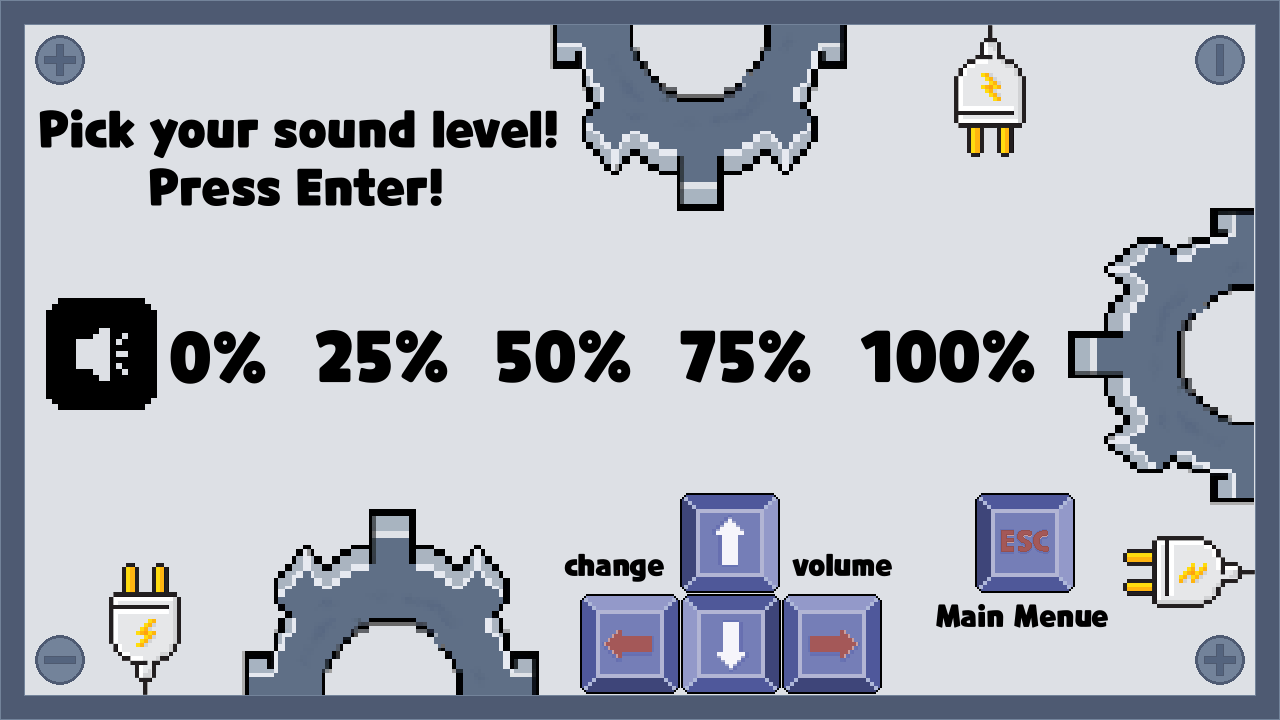 Pick your sound level!
Press Enter!
0% 25% 50% 75% 100%
change volume
ESC
Main Menue